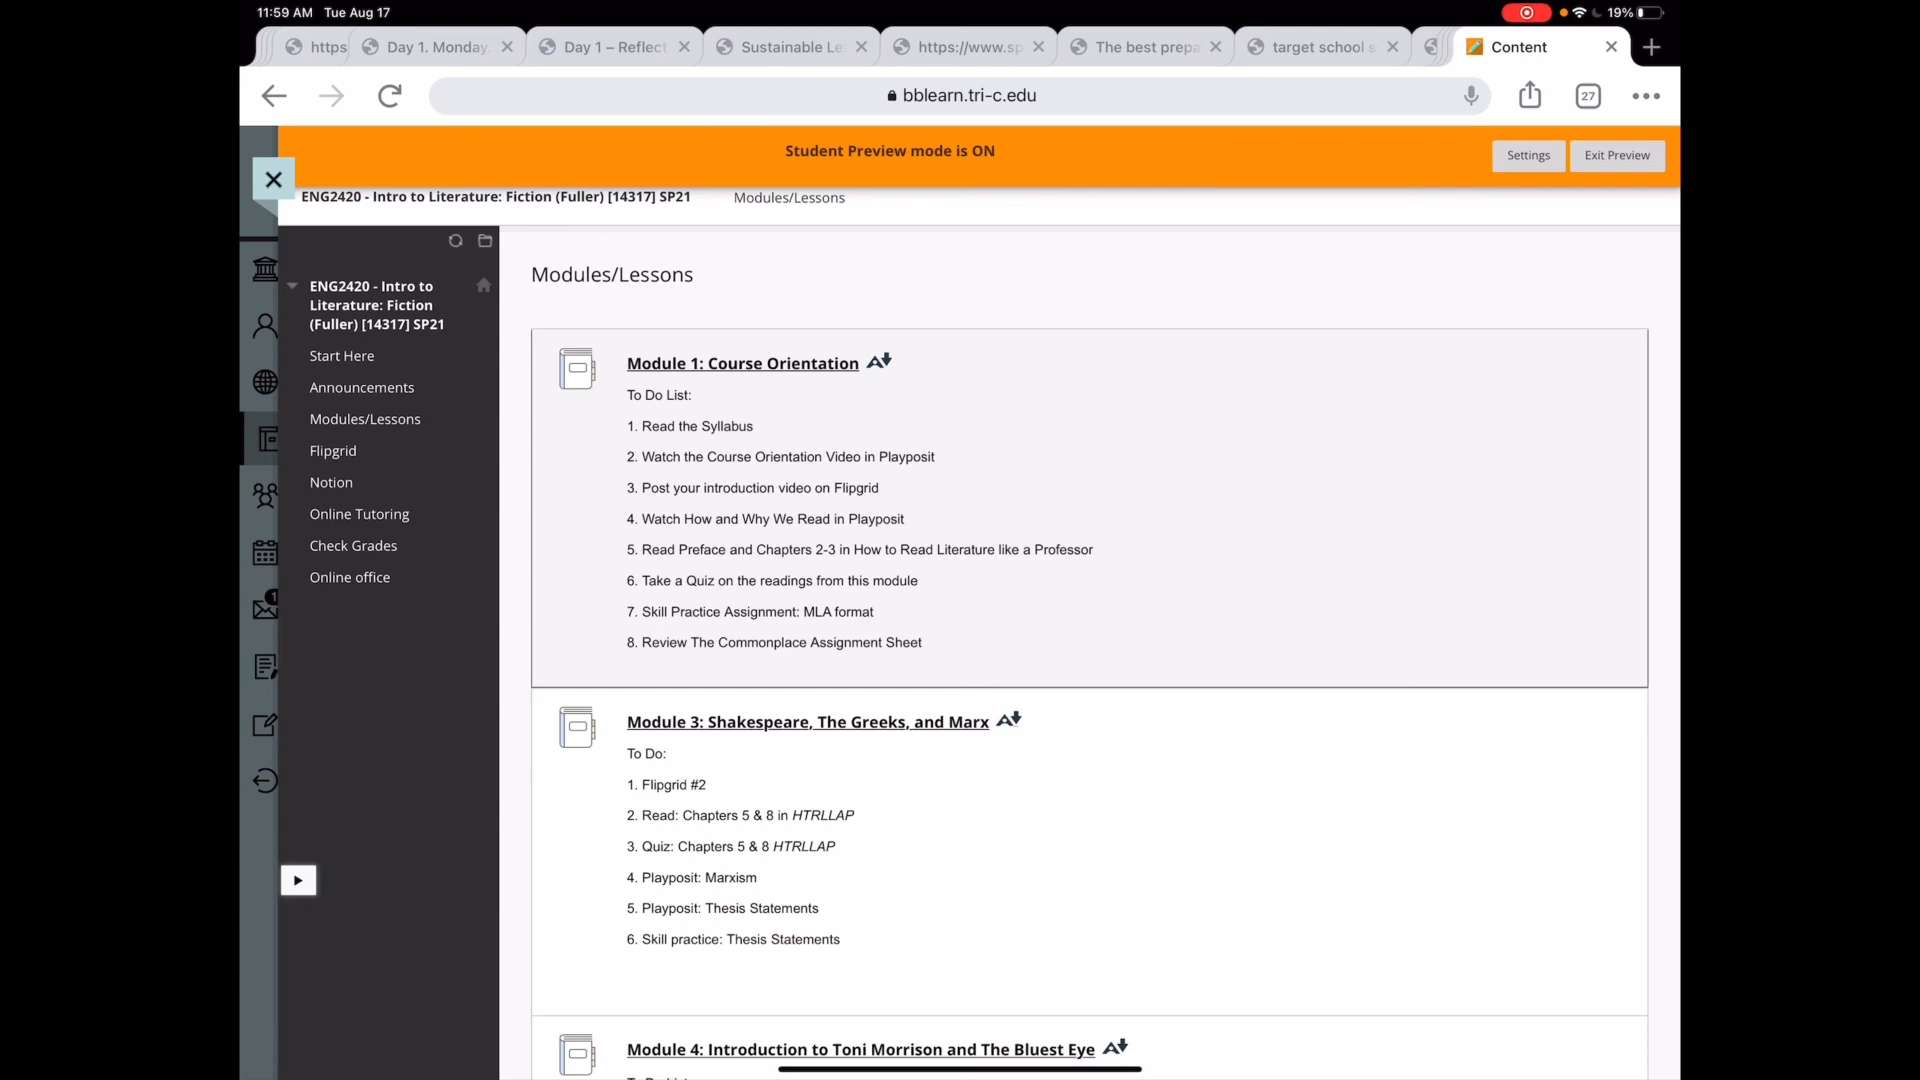 11:59 AM Tue Aug 17
19%
https
Day 1. Monday.
Day 1 – Reflect
Sustainable Le
https://www.sp
The best prepa
target school s
Content
bblearn.tri-c.edu
27
Student Preview mode is ON
Settings
Exit Preview
ENG2420 - Intro to Literature: Fiction (Fuller) [14317] SP21
Modules/Lessons
ENG2420 - Intro to
Literature: Fiction
(Fuller) [14317] SP21
Start Here
Announcements
Modules/Lessons
Flipgrid
Notion
Online Tutoring
Check Grades
Online office
1
Modules/Lessons
Module 1: Course Orientation
To Do List:
1. Read the Syllabus
2. Watch the Course Orientation Video in Playposit
3. Post your introduction video on Flipgrid
4. Watch How and Why We Read in Playposit
5. Read Preface and Chapters 2-3 in How to Read Literature like a Professor
6. Take a Quiz on the readings from this module
7. Skill Practice Assignment: MLA format
8. Review The Commonplace Assignment Sheet
Module 3: Shakespeare, The Greeks, and Marx
To Do:
1. Flipgrid #2
2. Read: Chapters 5 & 8 in HTRLLAP
3. Quiz: Chapters 5 & 8 HTRLLAP
4. Playposit: Marxism
5. Playposit: Thesis Statements
6. Skill practice: Thesis Statements
Module 4: Introduction to Toni Morrison and The Bluest Eye